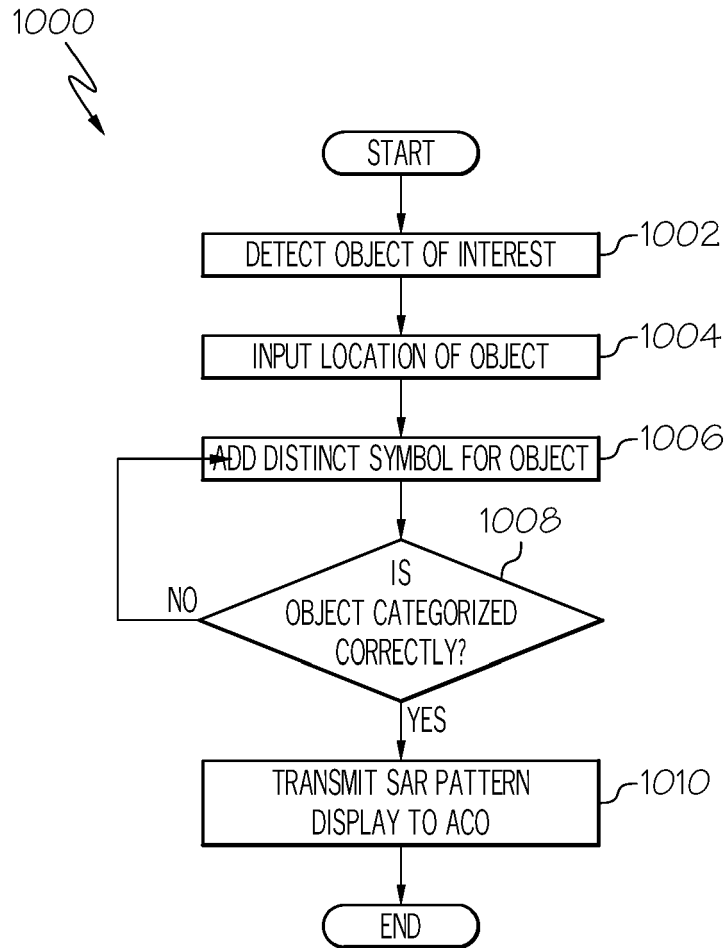 1000
START
DETECT OBJECT OF INTEREST
1002
INPUT LOCATION OF OBJECT
1004
ADD DISTINCT SYMBOL FOR OBJECT
1006
1008
IS
OBJECT CATEGORIZED
CORRECTLY?
NO
YES
TRANSMIT SAR PATTERN
DISPLAY TO ACO
1010
END